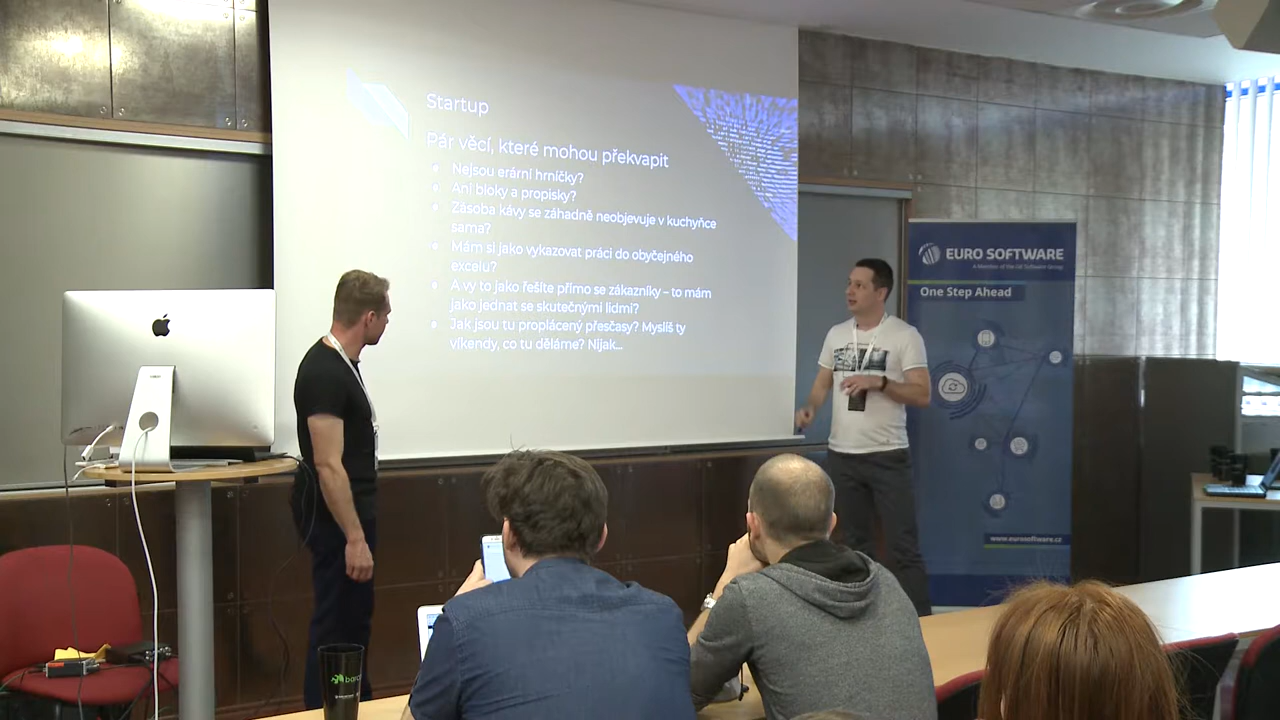 Startup
Pár věcí, které mohou překvapit
Nejsou erární hrníčky?
Ani bloky a propisky?
Zásoba kávy se záhadně neobjevuje v kuchyňce
sama?
Mám si jako vykazovat práci do obyčejného
excelu?
A vy to jako řešíte přímo se zákazníky – to mám
jako jednat se skutečnými lidmi?
Jak jsou tu proplácený přesčasy? Myslíš ty
víkendy, co tu děláme? Nijak...
EURO SOFTWARE
One Step Ahead
www.eurosoftware.cz